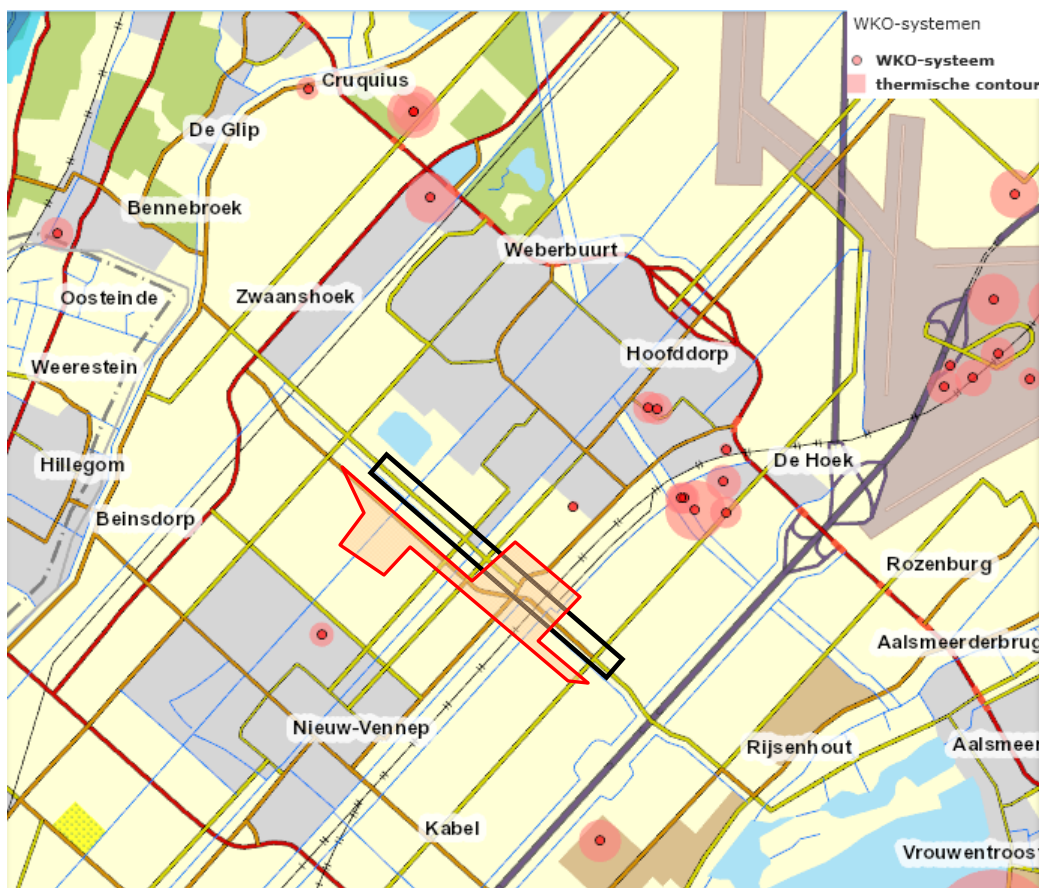 WKO-systemen
WKO-systeem
thermische contour
Cruquius
De Glip
Bennebroek
Weberbuurt
Oosteinde
Zwaanshoek
Hoofddorp
Weerestein
De Hoek
Hillegom
Beinsdorp
Rozenburg
Aalsmeerderbrug
Nieuw-Vennep
Rijsenhout
Aalsmeer
Kabel
Vrouwentroost